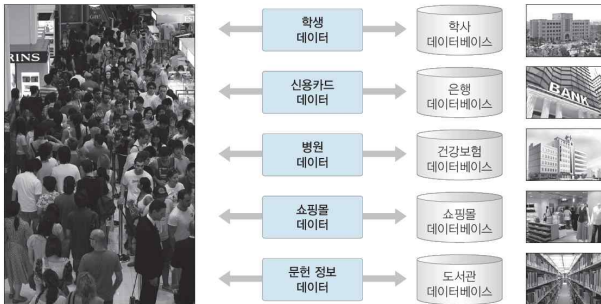 RINS
학생
데이터
학사
데이터베이스
신용카드
데이터
은행
데이터베이스
BANK
병원
데이터
건강보험
데이터베이스
쇼핑몰
데이터
쇼핑몰
데이터베이스
문헌 정보
데이터
도서관
데이터베이스